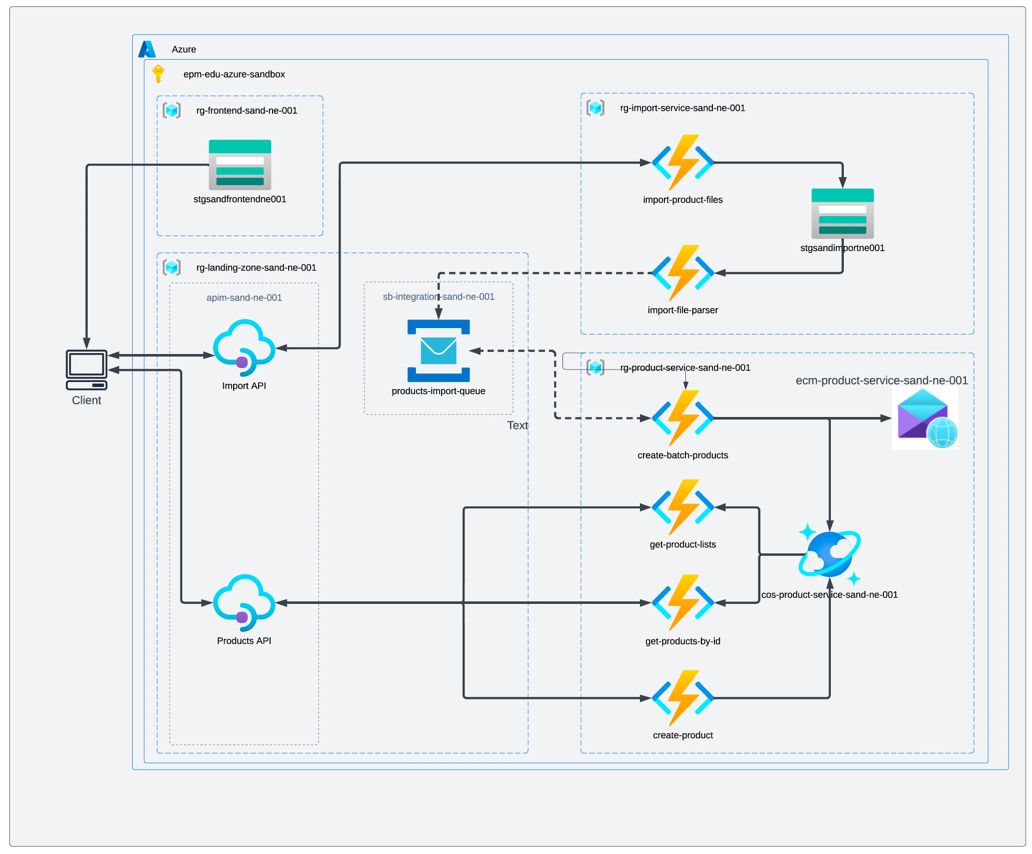 Azure
epm-edu-azure-sandbox
rg-frontend-sand-ne-001
stgsandfrontendne001
rg-import-service-sand-ne-001
import-product-files
stgsandimportne001
import-file-parser
rg-landing-zone-sand-ne-001
apim-sand-ne-001
sb-integration-sand-ne-001
Import API
products-import-queue
Client
Text
rg-product-service-sand-ne-001
ecm-product-service-sand-ne-001
create-batch-products
get-product-lists
cos-product-service-sand-ne-001
Products API
get-products-by-id
create-product